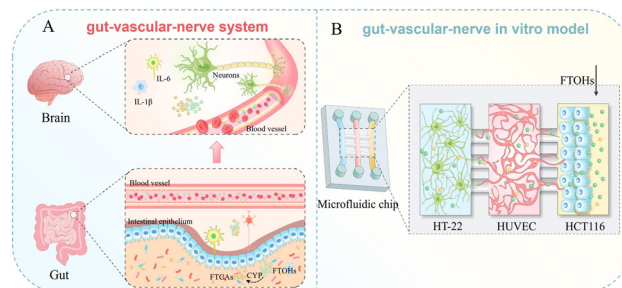 A
gut-vascular-nerve system
IL-6
IL-1β
Neurons
Blood vessel
Brain
Blood vessel
Intestinal epithelium
FTCAs
CYP
FTOHs
Gut
B
gut-vascular-nerve in vitro model
FTOHs
Microfluidic chip
HT-22
HUVEC
HCT116